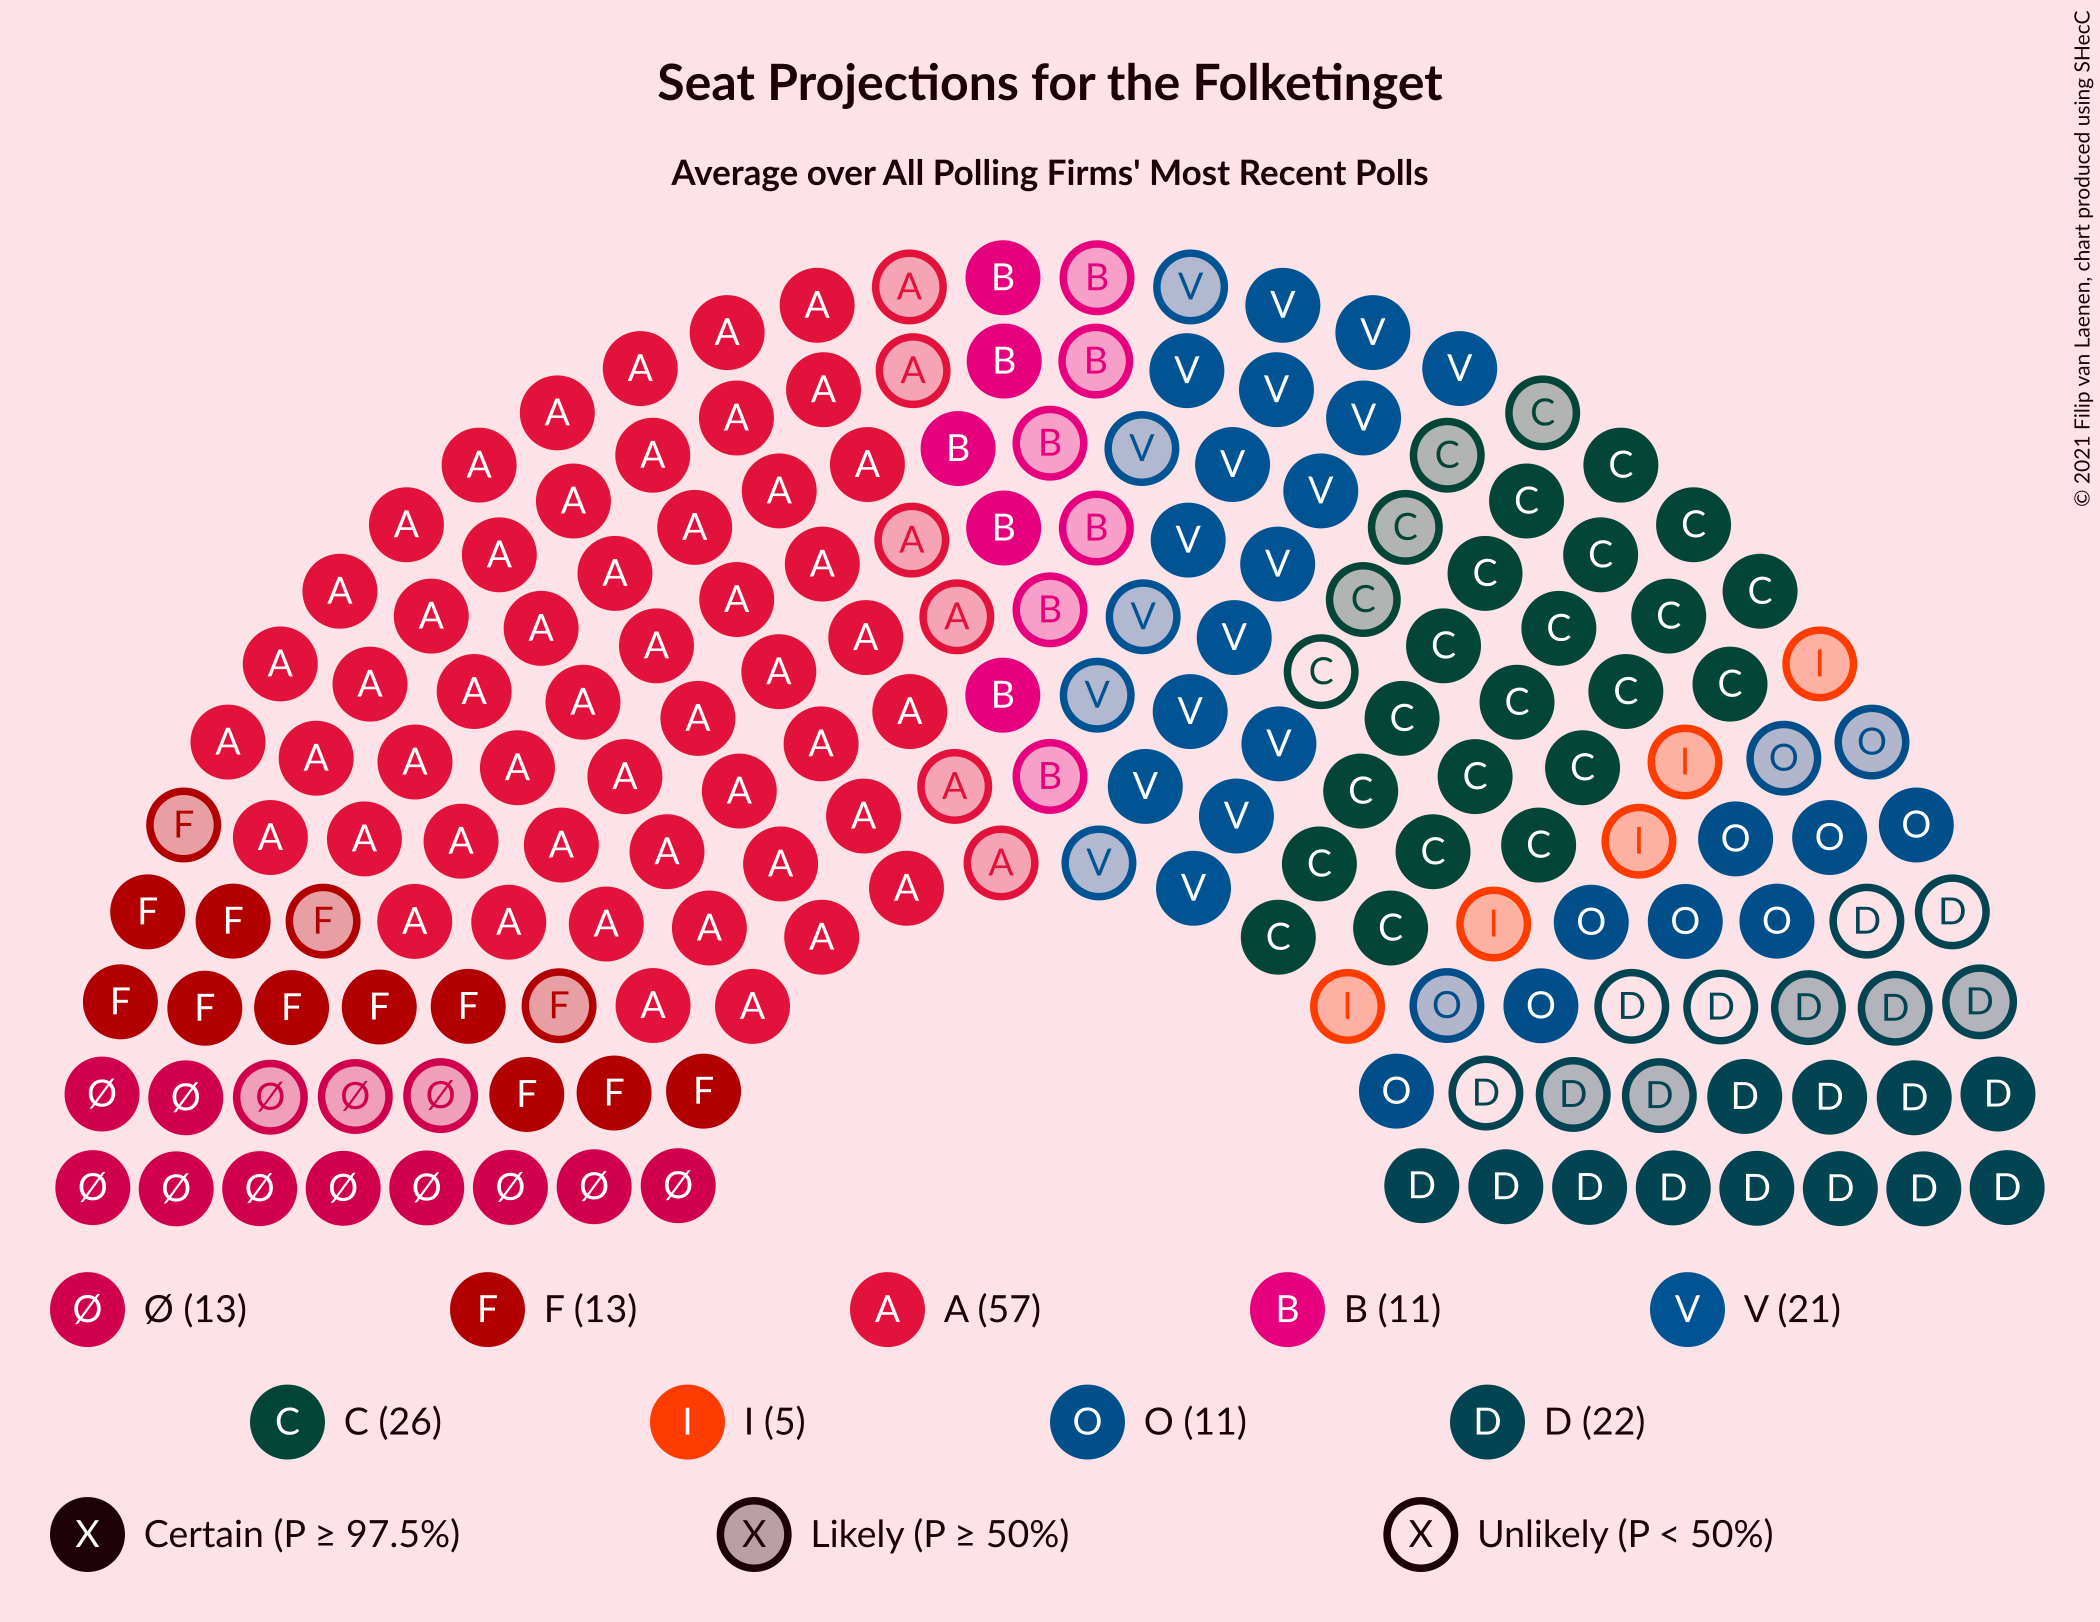 © 2021 Filip van Laenen, chart produced using SHecC
Seat Projections for the Folketinget
Average over All Polling Firms' Most Recent Polls
A B B V
A V
A V
A A B B V V
A V
A A V C
A B B V C
A A V C
A A V C
A A B B C C
A A V C
A A V C
A A C C
A A A B V C C
A A V C
A A C I
A A A B V C C C
A A V C
A A V O
A A A A C C I O
A A B V C
F A V O
A A A A A C C I O O
A A V C
A V
F F F A A A A A C C I O O O D D
F F F F F F A A I O O D D D D D
Ø Ø Ø Ø Ø F F F O D D D D D D D
Ø Ø Ø Ø Ø Ø Ø Ø D D D D D D D D
Ø Ø (13) F F (13) A A (57) B B (11) V V (21)
C C (26) I I (5) O O (11) D D (22)
X Certain (P ≥ 97.5%) X Likely (P ≥ 50%) X Unlikely (P < 50%)